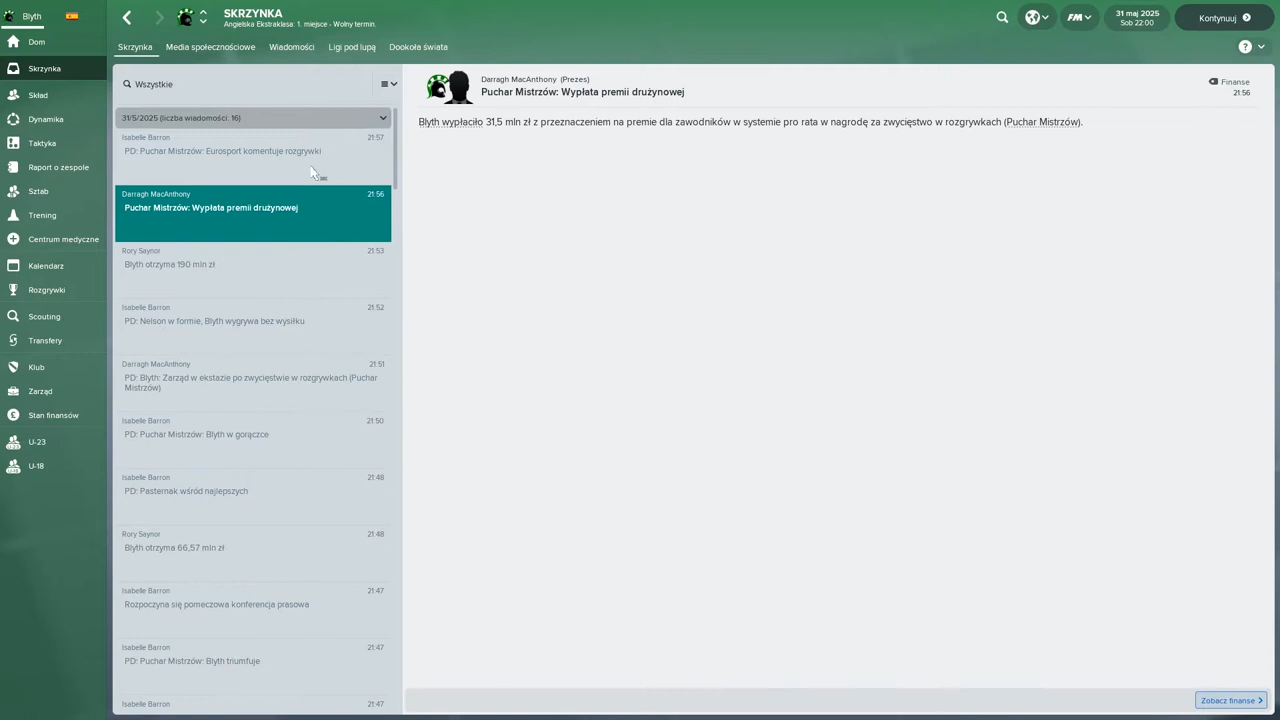 Blyth
SKRZYNKA
Angielska Ekstraklasa: 1. miejsce - Wolny termin.
FM
31 maj 2025
Sob 22:00
Kontynuuj
Dom
Skrzynka
Skład
Dynamika
Taktyka
Raport o zespole
Sztab
Trening
Centrum medyczne
Kalendarz
Rozgrywki
Scouting
Transfery
Klub
Zarząd
Stan finansów
U-23
U-18
Skrzynka
Media społecznościowe
Wiadomości
Ligi pod lupą
Dookoła świata
?
Wszystkie
31/5/2025 (liczba wiadomości: 16)
Isabelle Barron 21:57
PD: Puchar Mistrzów: Eurosport komentuje rozgrywki
Darragh MacAnthony 21:56
Puchar Mistrzów: Wypłata premii drużynowej
Rory Saynor 21:53
Blyth otrzyma 190 mln zł
Isabelle Barron 21:52
PD: Nelson w formie, Blyth wygrywa bez wysiłku
Darragh MacAnthony 21:51
PD: Blyth: Zarząd w ekstazie po zwycięstwie w rozgrywkach (Puchar
Mistrzów)
Isabelle Barron 21:50
PD: Puchar Mistrzów: Blyth w gorączce
Isabelle Barron 21:48
PD: Pasternak wśród najlepszych
Rory Saynor 21:48
Blyth otrzyma 66,57 mln zł
Isabelle Barron 21:47
Rozpoczyna się pomeczowa konferencja prasowa
Isabelle Barron 21:47
PD: Puchar Mistrzów: Blyth triumfuje
Isabelle Barron 21:47
Darragh MacAnthony (Prezes)
Puchar Mistrzów: Wypłata premii drużynowej
Finanse
21:56
Blyth wypłaciło 31,5 mln zł z przeznaczeniem na premie dla zawodników w systemie pro rata w nagrodę za zwycięstwo w rozgrywkach (Puchar Mistrzów).
Zobacz finanse